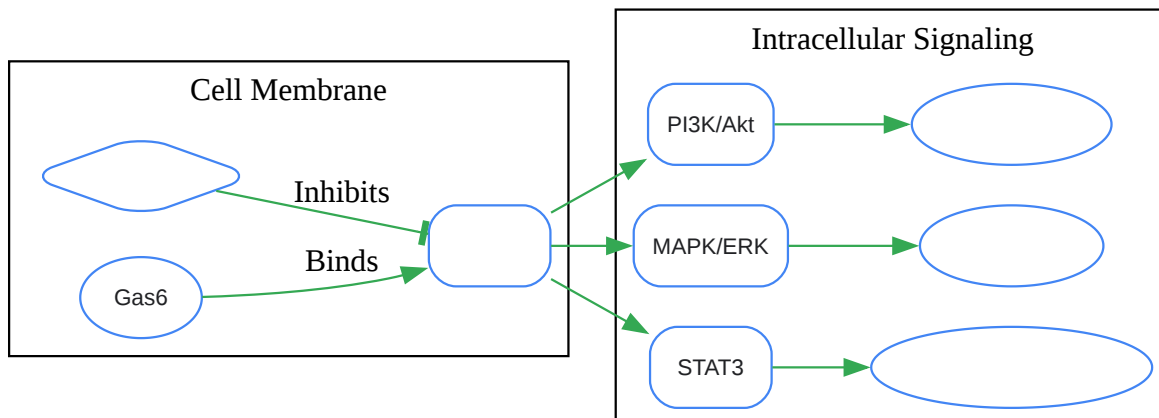 Cell Membrane
Inhibits
Binds
Gas6
Intracellular Signaling
PI3K/Akt
MAPK/ERK
STAT3